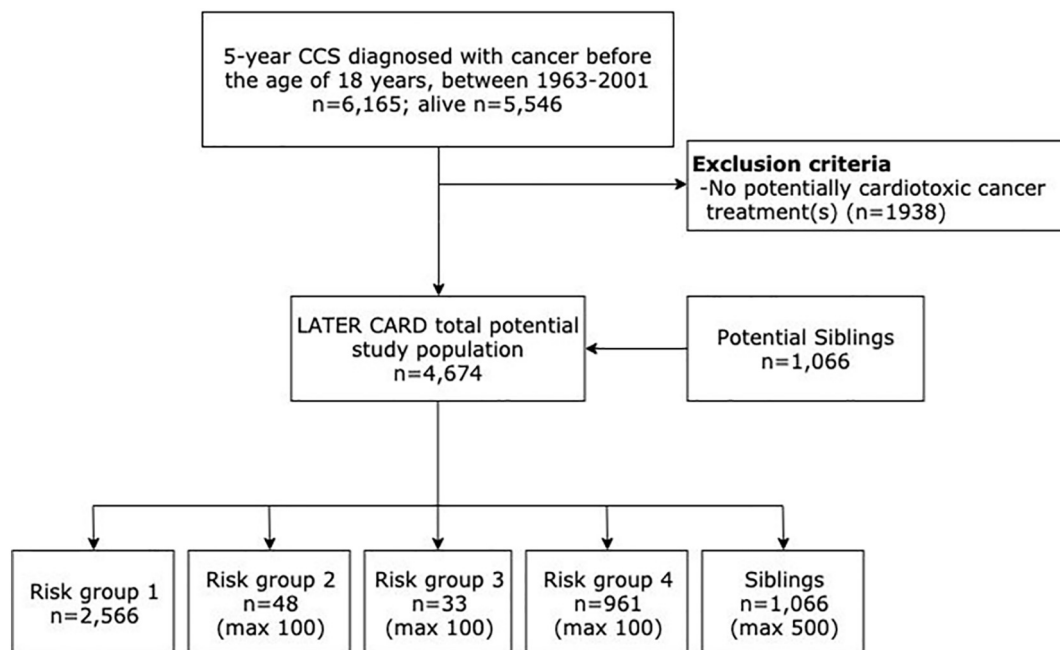 5-year CCS diagnosed with cancer before
the age of 18 years, between 1963-2001
n=6,165; alive n=5,546
Exclusion criteria
-No potentially cardiotoxic cancer
treatment(s) (n=1938)
LATER CARD total potential
study population
n=4,674
Potential Siblings
n=1,066
Risk group 1
n=2,566
Risk group 2
n=48
(max 100)
Risk group 3
n=33
(max 100)
Risk group 4
n=961
(max 100)
Siblings
n=1,066
(max 500)